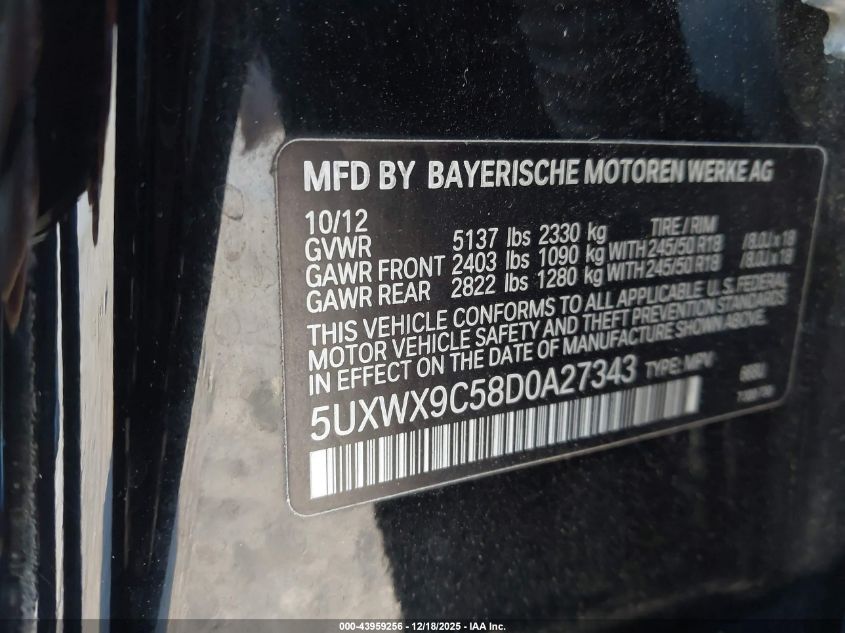 MFD BY BAYERISCHE MOTOREN WERKE AG
10/12 TIRE / RIM
GVWR 5137 lbs 2330 kg
GAWR FRONT 2403 lbs 1090 kg WITH 245/50 R18 / 8.0J x 18
GAWR REAR 2822 lbs 1280 kg WITH 245/50 R18 / 8.0J x 18
THIS VEHICLE CONFORMS TO ALL APPLICABLE U.S. FEDERAL
MOTOR VEHICLE SAFETY AND THEFT PREVENTION STANDARDS
IN EFFECT ON THE DATE OF MANUFACTURE SHOWN ABOVE.
5UXWX9C58D0A27343 TYPE: MPV
000-43959256 - 12/18/2025 - IAA Inc.